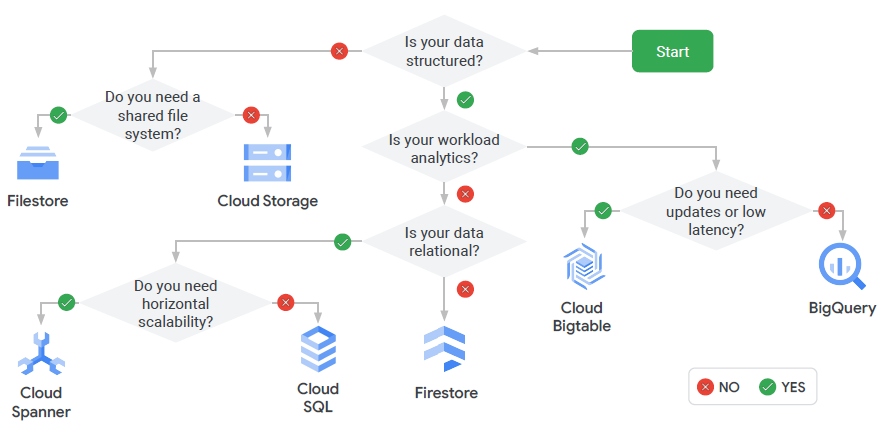 Is your data
structured?
Start
Do you need a
shared file
system?
Is your workload
analytics?
Filestore
Cloud Storage
Do you need
updates or low
latency?
Is your data
relational?
Do you need
horizontal
scalability?
Cloud
Bigtable
BigQuery
Cloud
Spanner
Cloud
SQL
Firestore
NO
YES